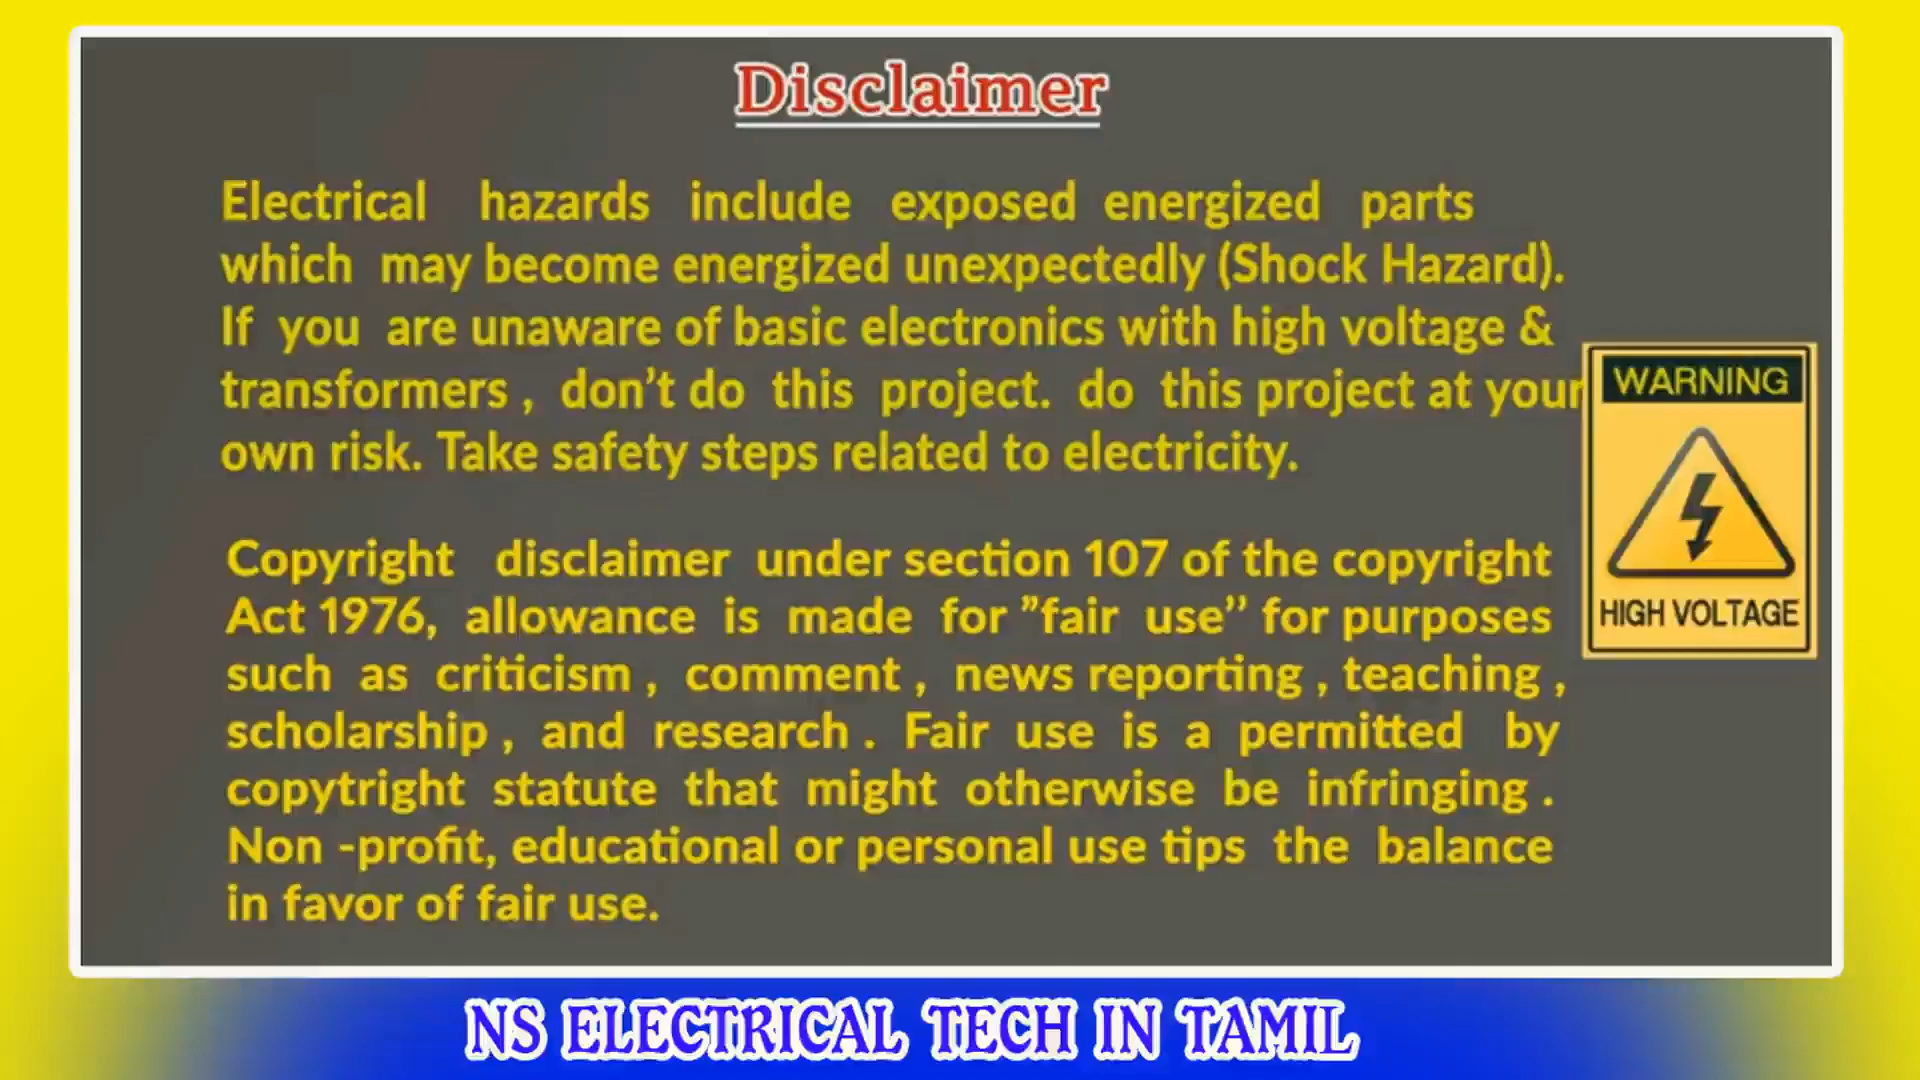 Disclaimer
Electrical hazards include exposed energized parts
which may become energized unexpectedly (Shock Hazard).
If you are unaware of basic electronics with high voltage &
transformers , don’t do this project. do this project at your
own risk. Take safety steps related to electricity.
WARNING
HIGH VOLTAGE
Copyright disclaimer under section 107 of the copyright
Act 1976, allowance is made for ”fair use’’ for purposes
such as criticism , comment , news reporting , teaching ,
scholarship , and research . Fair use is a permitted by
copytright statute that might otherwise be infringing .
Non -profit, educational or personal use tips the balance
in favor of fair use.
NS ELECTRICAL TECH IN TAMIL